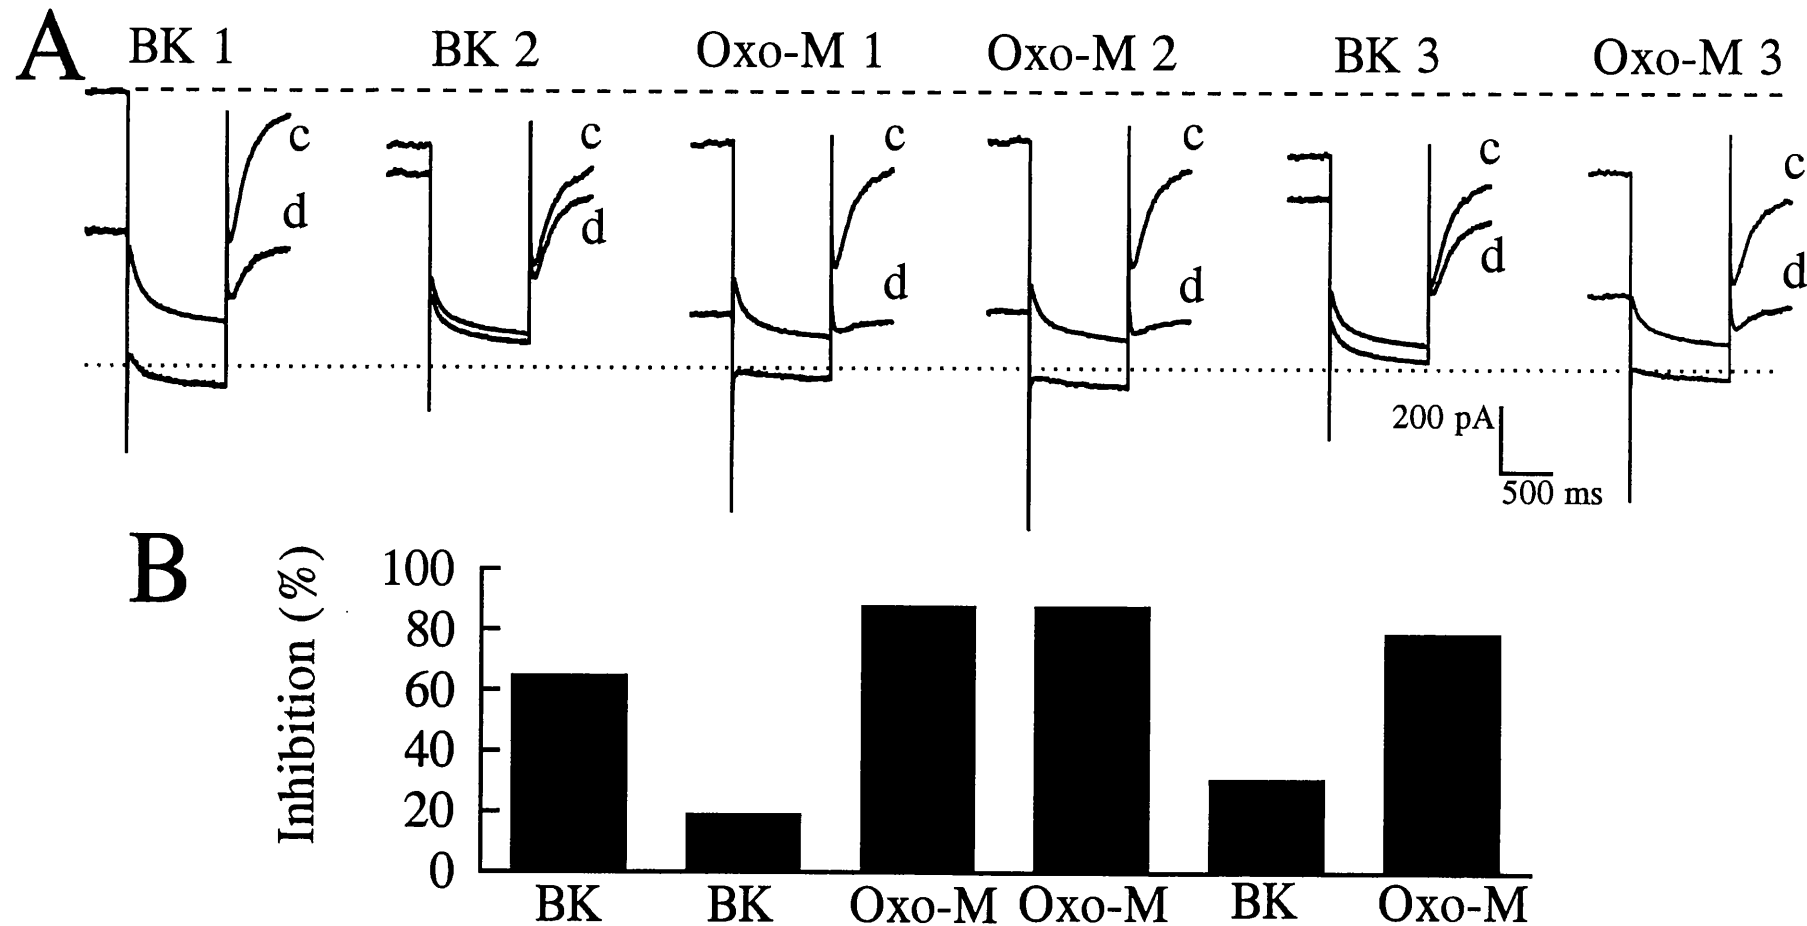 A
BK 1 BK 2 Oxo-M 1 Oxo-M 2 BK 3 Oxo-M 3
c c c c c c
d d d d d d
200 pA
500 ms
B
Inhibition (%)
100
80
60
40
20
0
BK BK Oxo-M Oxo-M BK Oxo-M